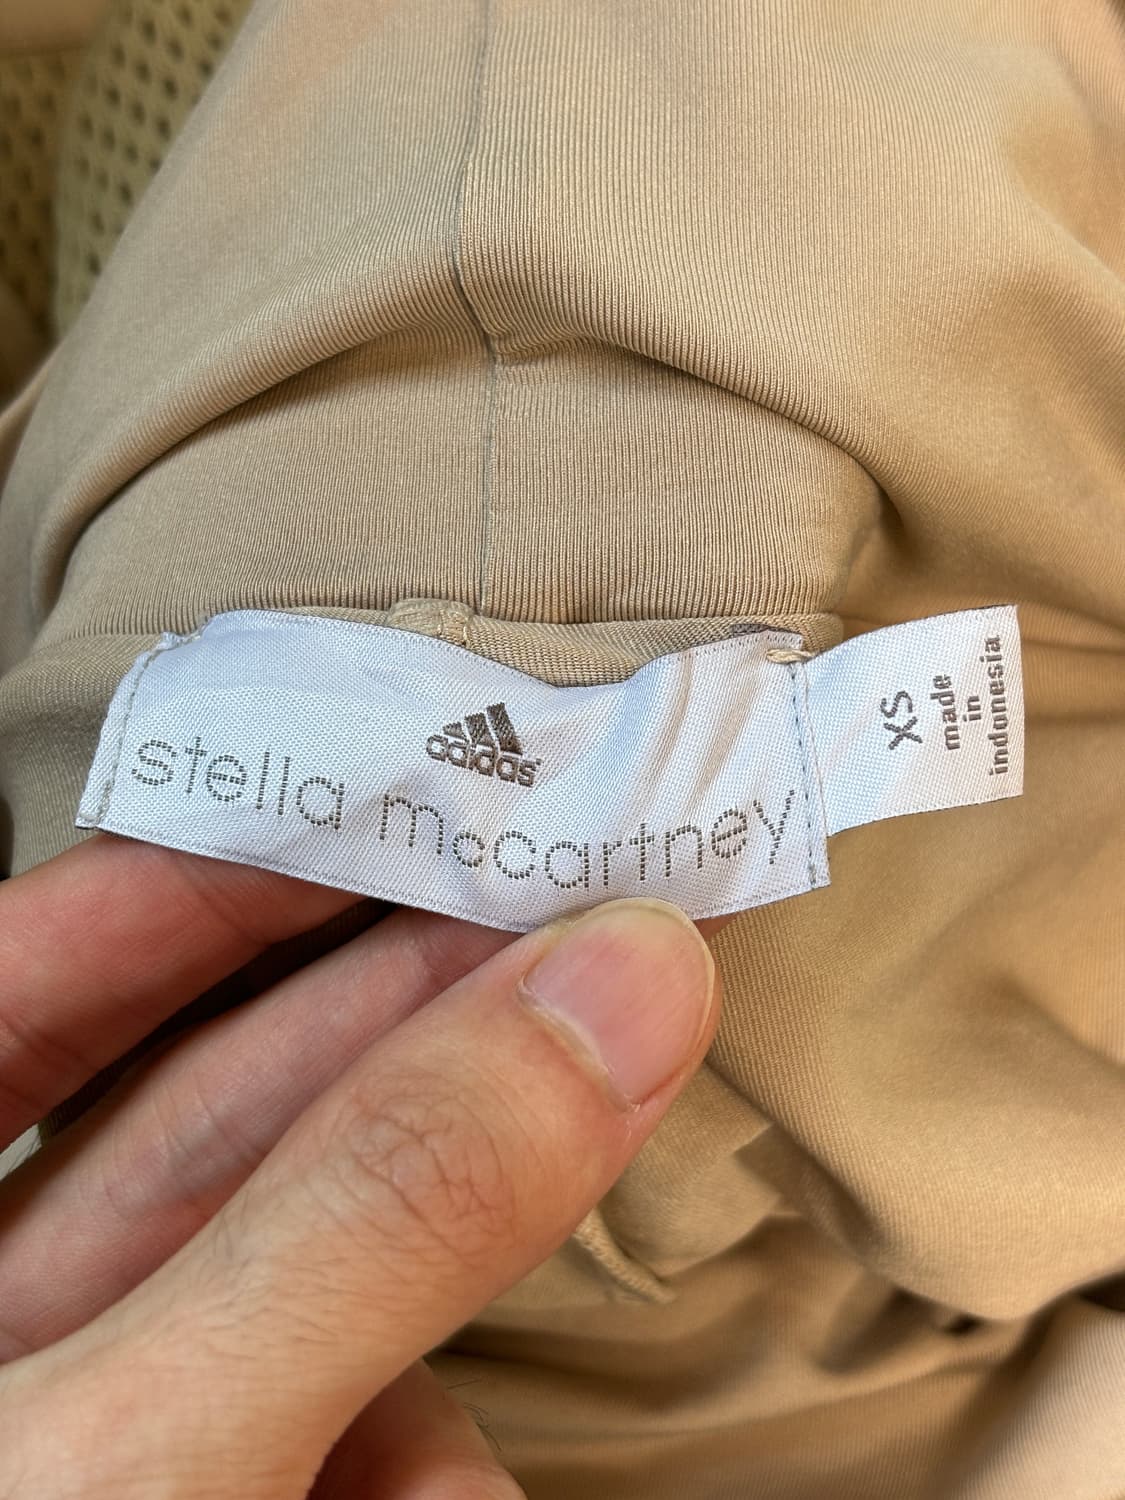 adidas
stella mccartney
XS
made
in
indonesia